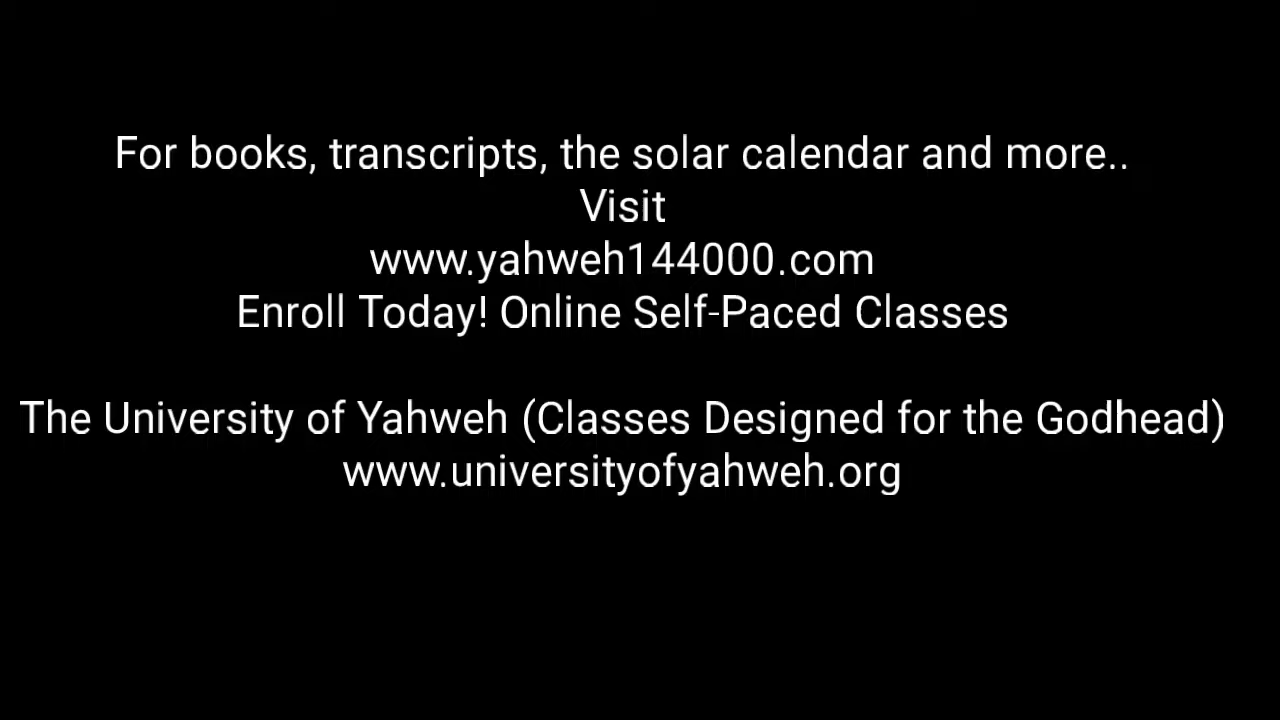 For books, transcripts, the solar calendar and more..
Visit
www.yahweh144000.com
Enroll Today! Online Self-Paced Classes
The University of Yahweh (Classes Designed for the Godhead)
www.universityofyahweh.org